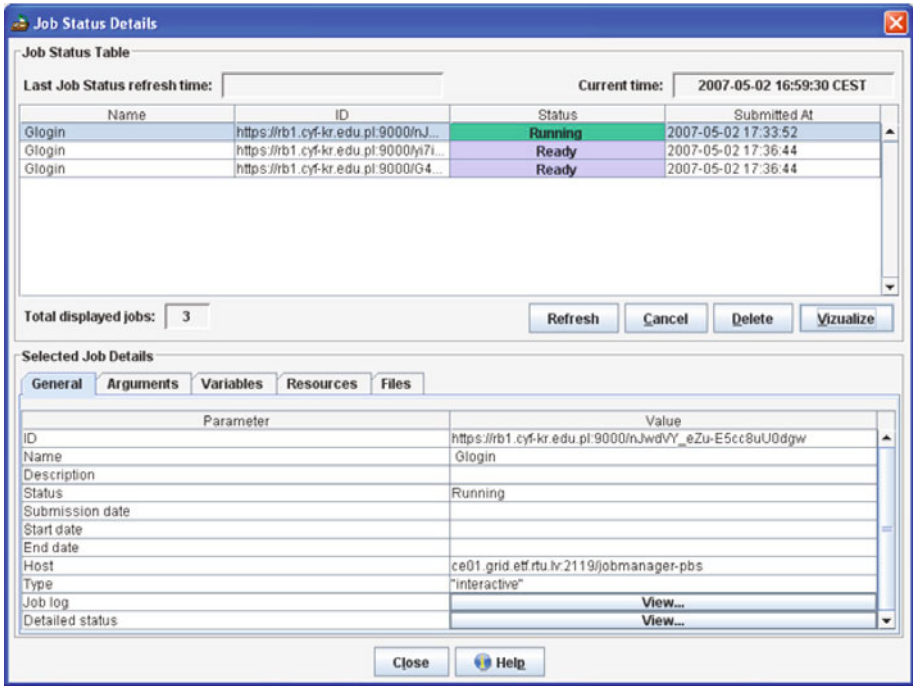 Job Status Details
Job Status Table
Last Job Status refresh time: Current time: 2007-05-02 16:59:30 CEST
Name ID Status Submitted At
Glogin https://rb1.cyf-kr.edu.pl:9000/nJ... Running 2007-05-02 17:33:52
Glogin https://rb1.cyf-kr.edu.pl:9000/yi7i... Ready 2007-05-02 17:36:44
Glogin https://rb1.cyf-kr.edu.pl:9000/G4... Ready 2007-05-02 17:36:44
Total displayed jobs: 3 Refresh Cancel Delete Vizualize
Selected Job Details
General Arguments Variables Resources Files
Parameter Value
ID https://rb1.cyf-kr.edu.pl:9000/nJwdVY_eZu-E5cc8uU0dgw
Name Glogin
Description
Status Running
Submission date
Start date
End date
Host ce01.grid.etf.rtu.lv:2119/jobmanager-pbs
Type "interactive"
Job log View...
Detailed status View...
Close Help